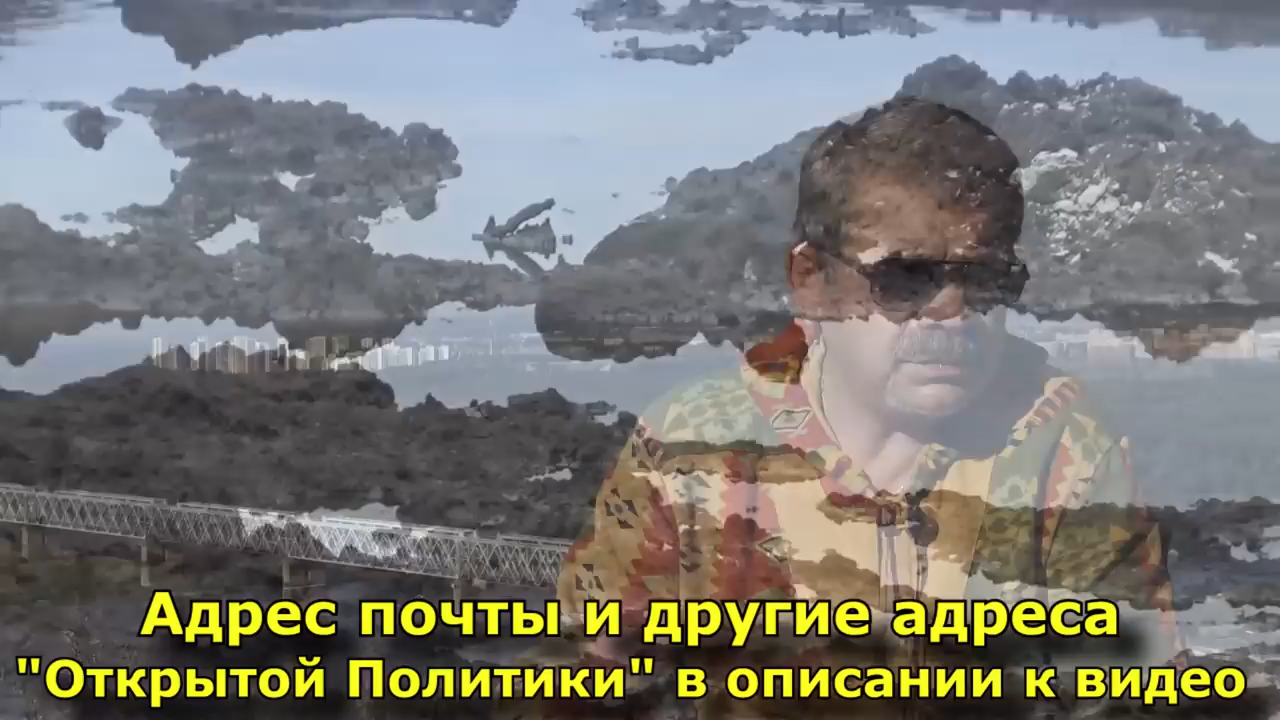 Адрес почты и другие адреса
"Открытой Политики" в описании к видео